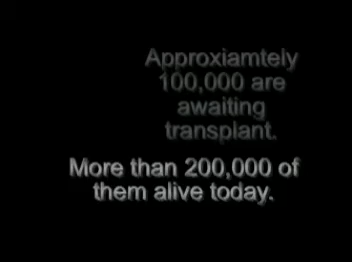 Approxiamtely
100,000 are
awaiting
transplant.
More than 200,000 of
them alive today.